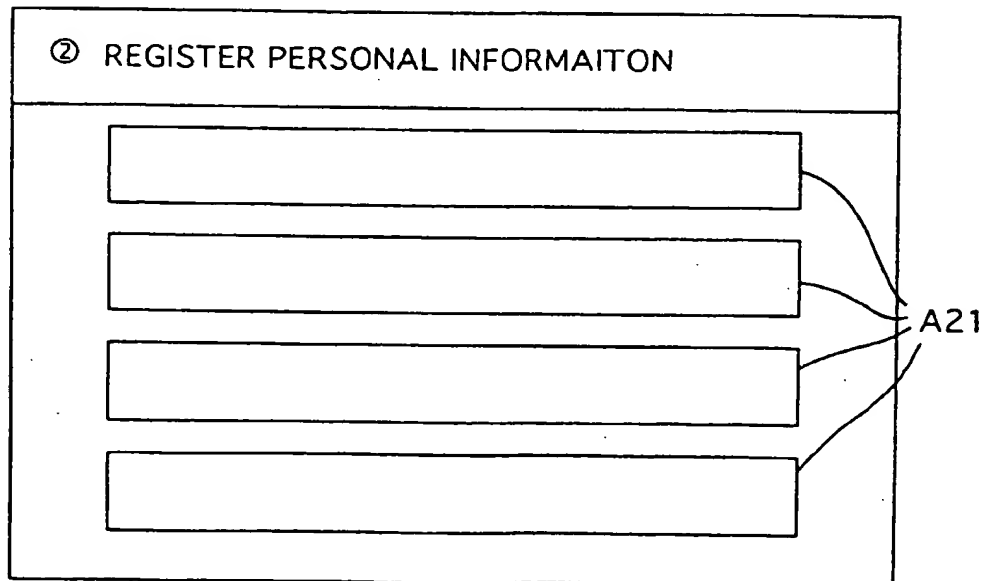 ② REGISTER PERSONAL INFORMAITON
A21